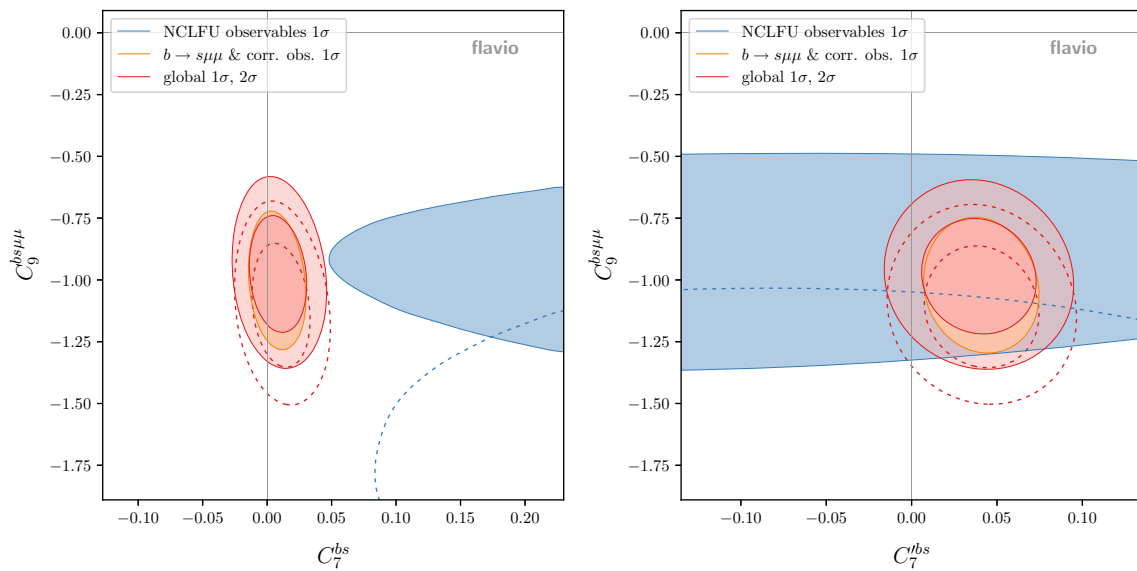 NCLFU observables 1σ
b → sμμ & corr. obs. 1σ
global 1σ, 2σ
flavio
0.00
−0.25
−0.50
−0.75
−1.00
−1.25
−1.50
−1.75
C_9^{bsμμ}
−0.10
−0.05
0.00
0.05
0.10
0.15
0.20
C_7^{bs}
NCLFU observables 1σ
b → sμμ & corr. obs. 1σ
global 1σ, 2σ
flavio
0.00
−0.25
−0.50
−0.75
−1.00
−1.25
−1.50
−1.75
C_9^{bsμμ}
−0.10
−0.05
0.00
0.05
0.10
C_7^{′bs}